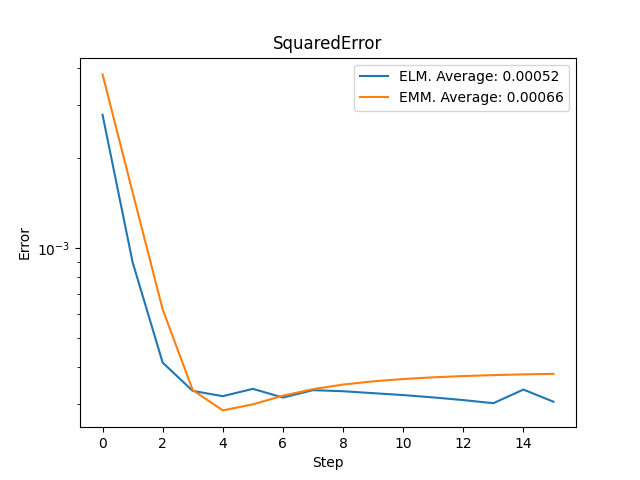 SquaredError
ELM. Average: 0.00052
EMM. Average: 0.00066
Error
10⁻³
0 2 4 6 8 10 12 14
Step